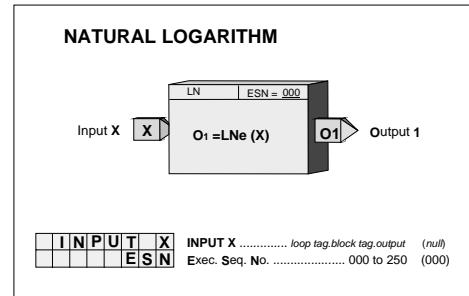 NATURAL LOGARITHM
LN ESN = 000
Input X X O1 =LNe (X) O1 Output 1
INPUT X INPUT X .............. loop tag.block tag.output (null)
ESN Exec. Seq. No. ..................... 000 to 250 (000)